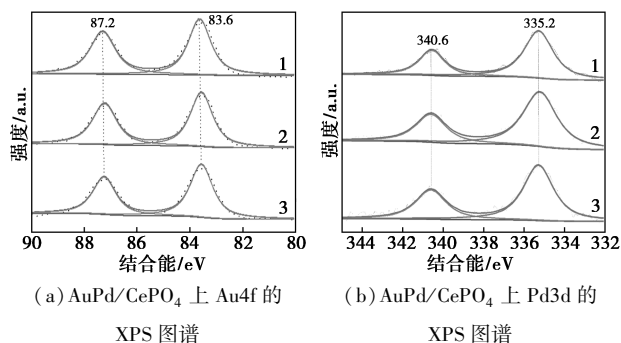 87.2
83.6
1
2
3
强度/a.u.
90 88 86 84 82 80
结合能/eV
(a)AuPd/CePO₄ 上 Au4f 的
XPS 图谱
340.6
335.2
1
2
3
强度/a.u.
344 342 340 338 336 334 332
结合能/eV
(b)AuPd/CePO₄ 上 Pd3d 的
XPS 图谱